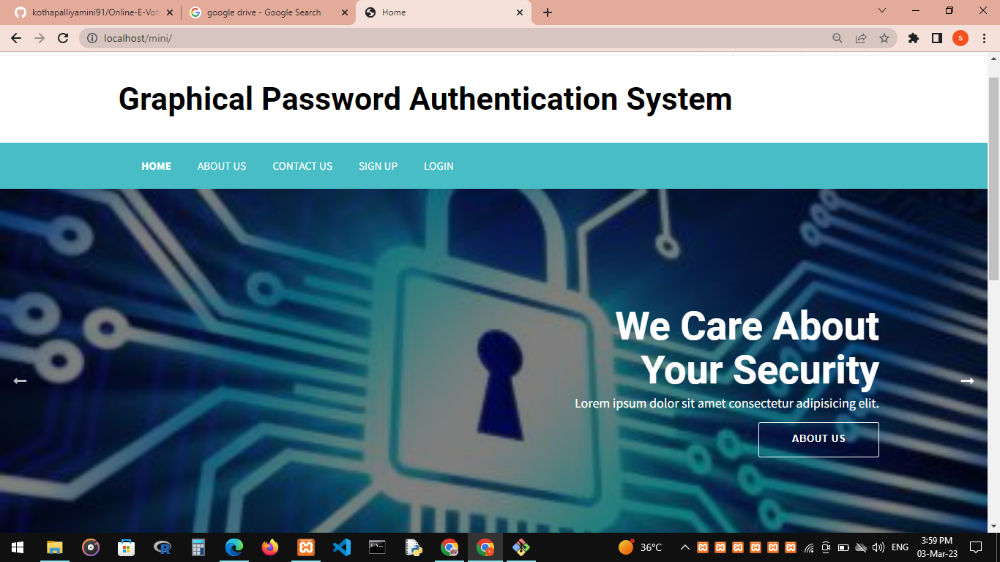 kothapalliyamini91/Online-E-Voti
google drive - Google Search
Home
localhost/mini/
s
Graphical Password Authentication System
HOME
ABOUT US
CONTACT US
SIGN UP
LOGIN
We Care About
Your Security
Lorem ipsum dolor sit amet consectetur adipisicing elit.
ABOUT US
36°C
ENG
3:59 PM
03-Mar-23